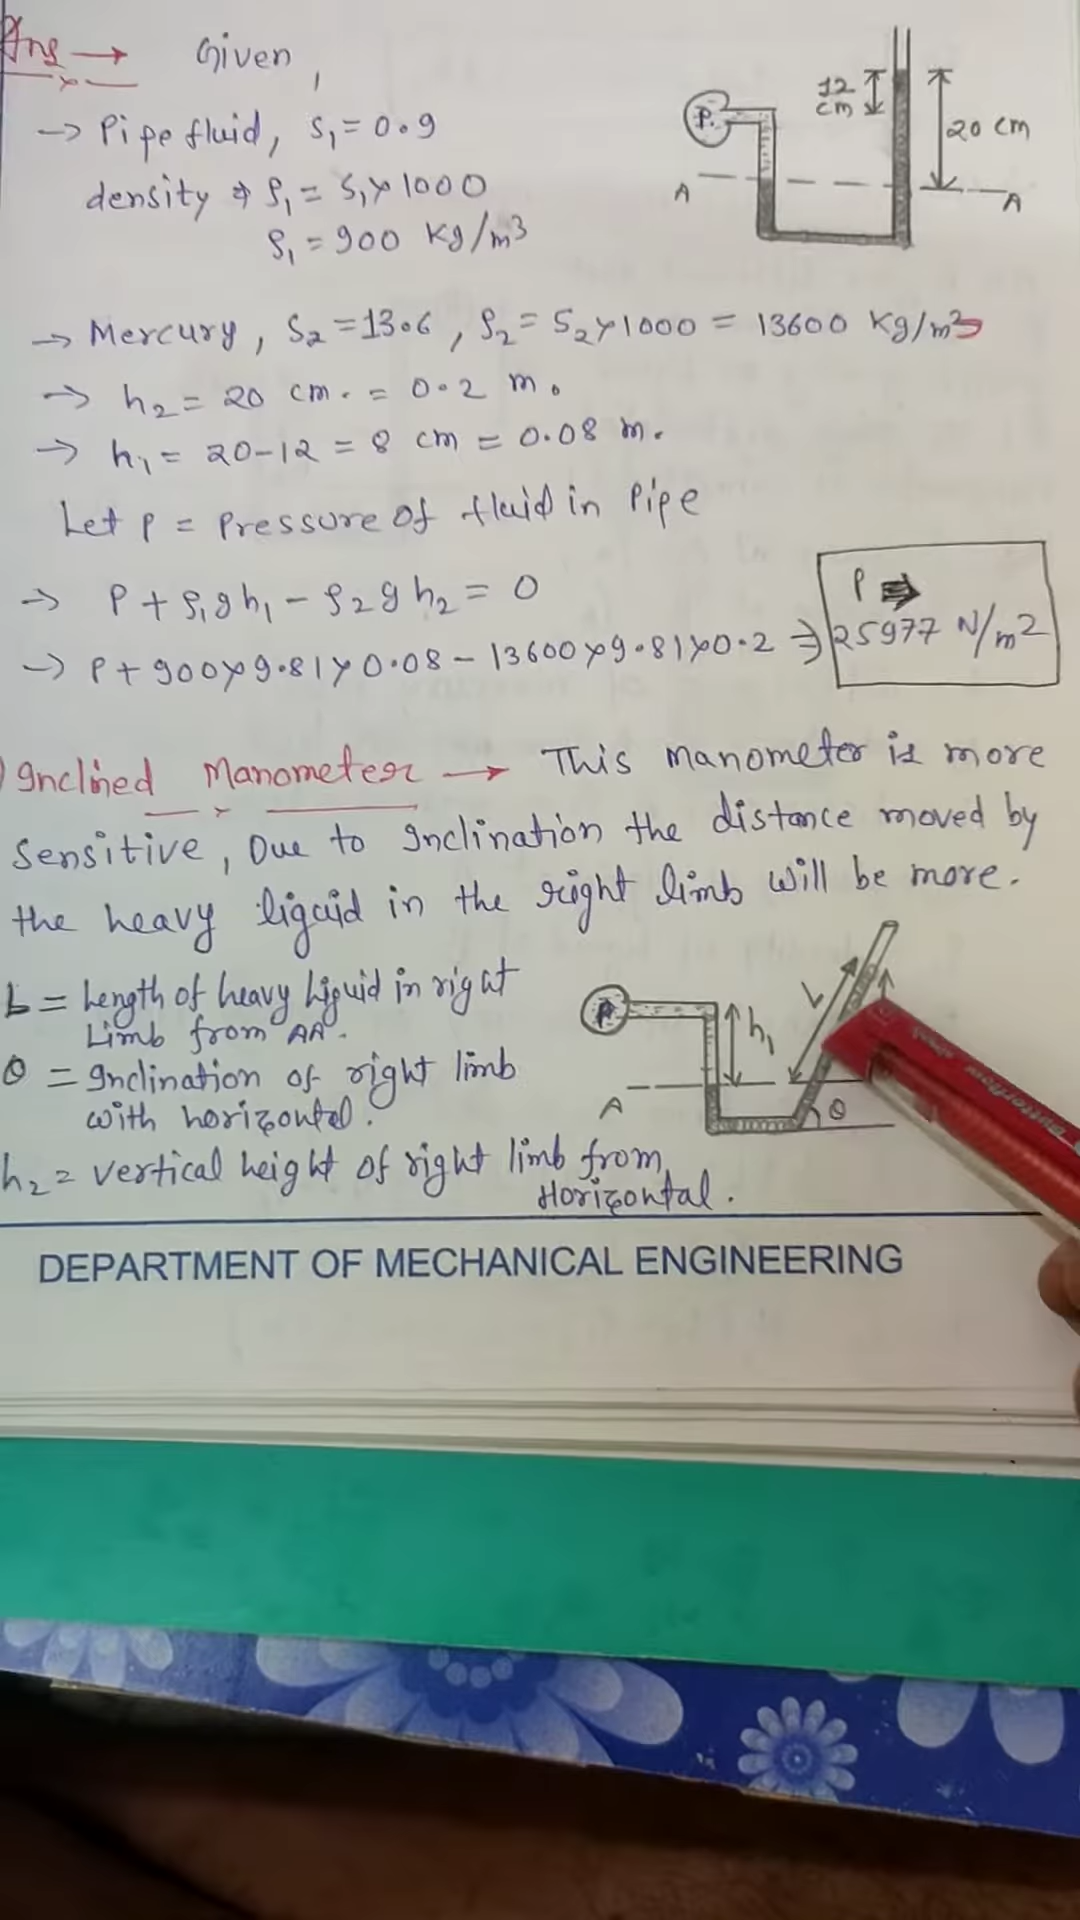 Ans →
Given,
→ Pipe fluid, S₁ = 0.9
density ⇒ ρ₁ = S₁ × 1000
ρ₁ = 900 Kg/m³
12 cm
20 cm
P
A
A
→ Mercury, S₂ = 13.6, ρ₂ = S₂ × 1000 = 13600 Kg/m³
→ h₂ = 20 cm. = 0.2 m.
→ h₁ = 20-12 = 8 cm = 0.08 m.
Let P = Pressure of fluid in Pipe
→ P + ρ₁gh₁ - ρ₂gh₂ = 0
→ P + 900×9.81×0.08 - 13600×9.81×0.2 ⇒
P ⇒
25977 N/m²
Inclined Manometer → This Manometer is more
Sensitive, Due to Inclination the distance moved by
the heavy liquid in the right limb will be more.
L = Length of heavy liquid in right
Limb from AA.
θ = Inclination of right limb
with horizontal.
h₂ = vertical height of right limb from
Horizontal.
P
h₁
L
A
θ
DEPARTMENT OF MECHANICAL ENGINEERING